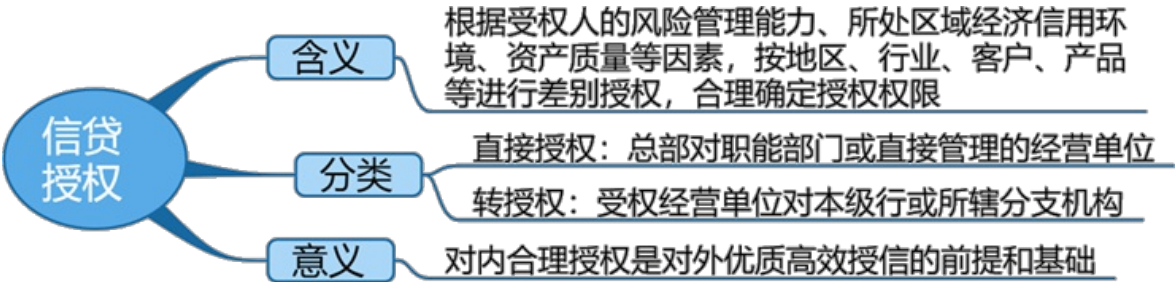 信贷
授权
含义
根据受权人的风险管理能力、所处区域经济信用环
境、资产质量等因素，按地区、行业、客户、产品
等进行差别授权，合理确定授权权限
分类
直接授权：总部对职能部门或直接管理的经营单位
转授权：受权经营单位对本级行或所辖分支机构
意义
对内合理授权是对外优质高效授信的前提和基础